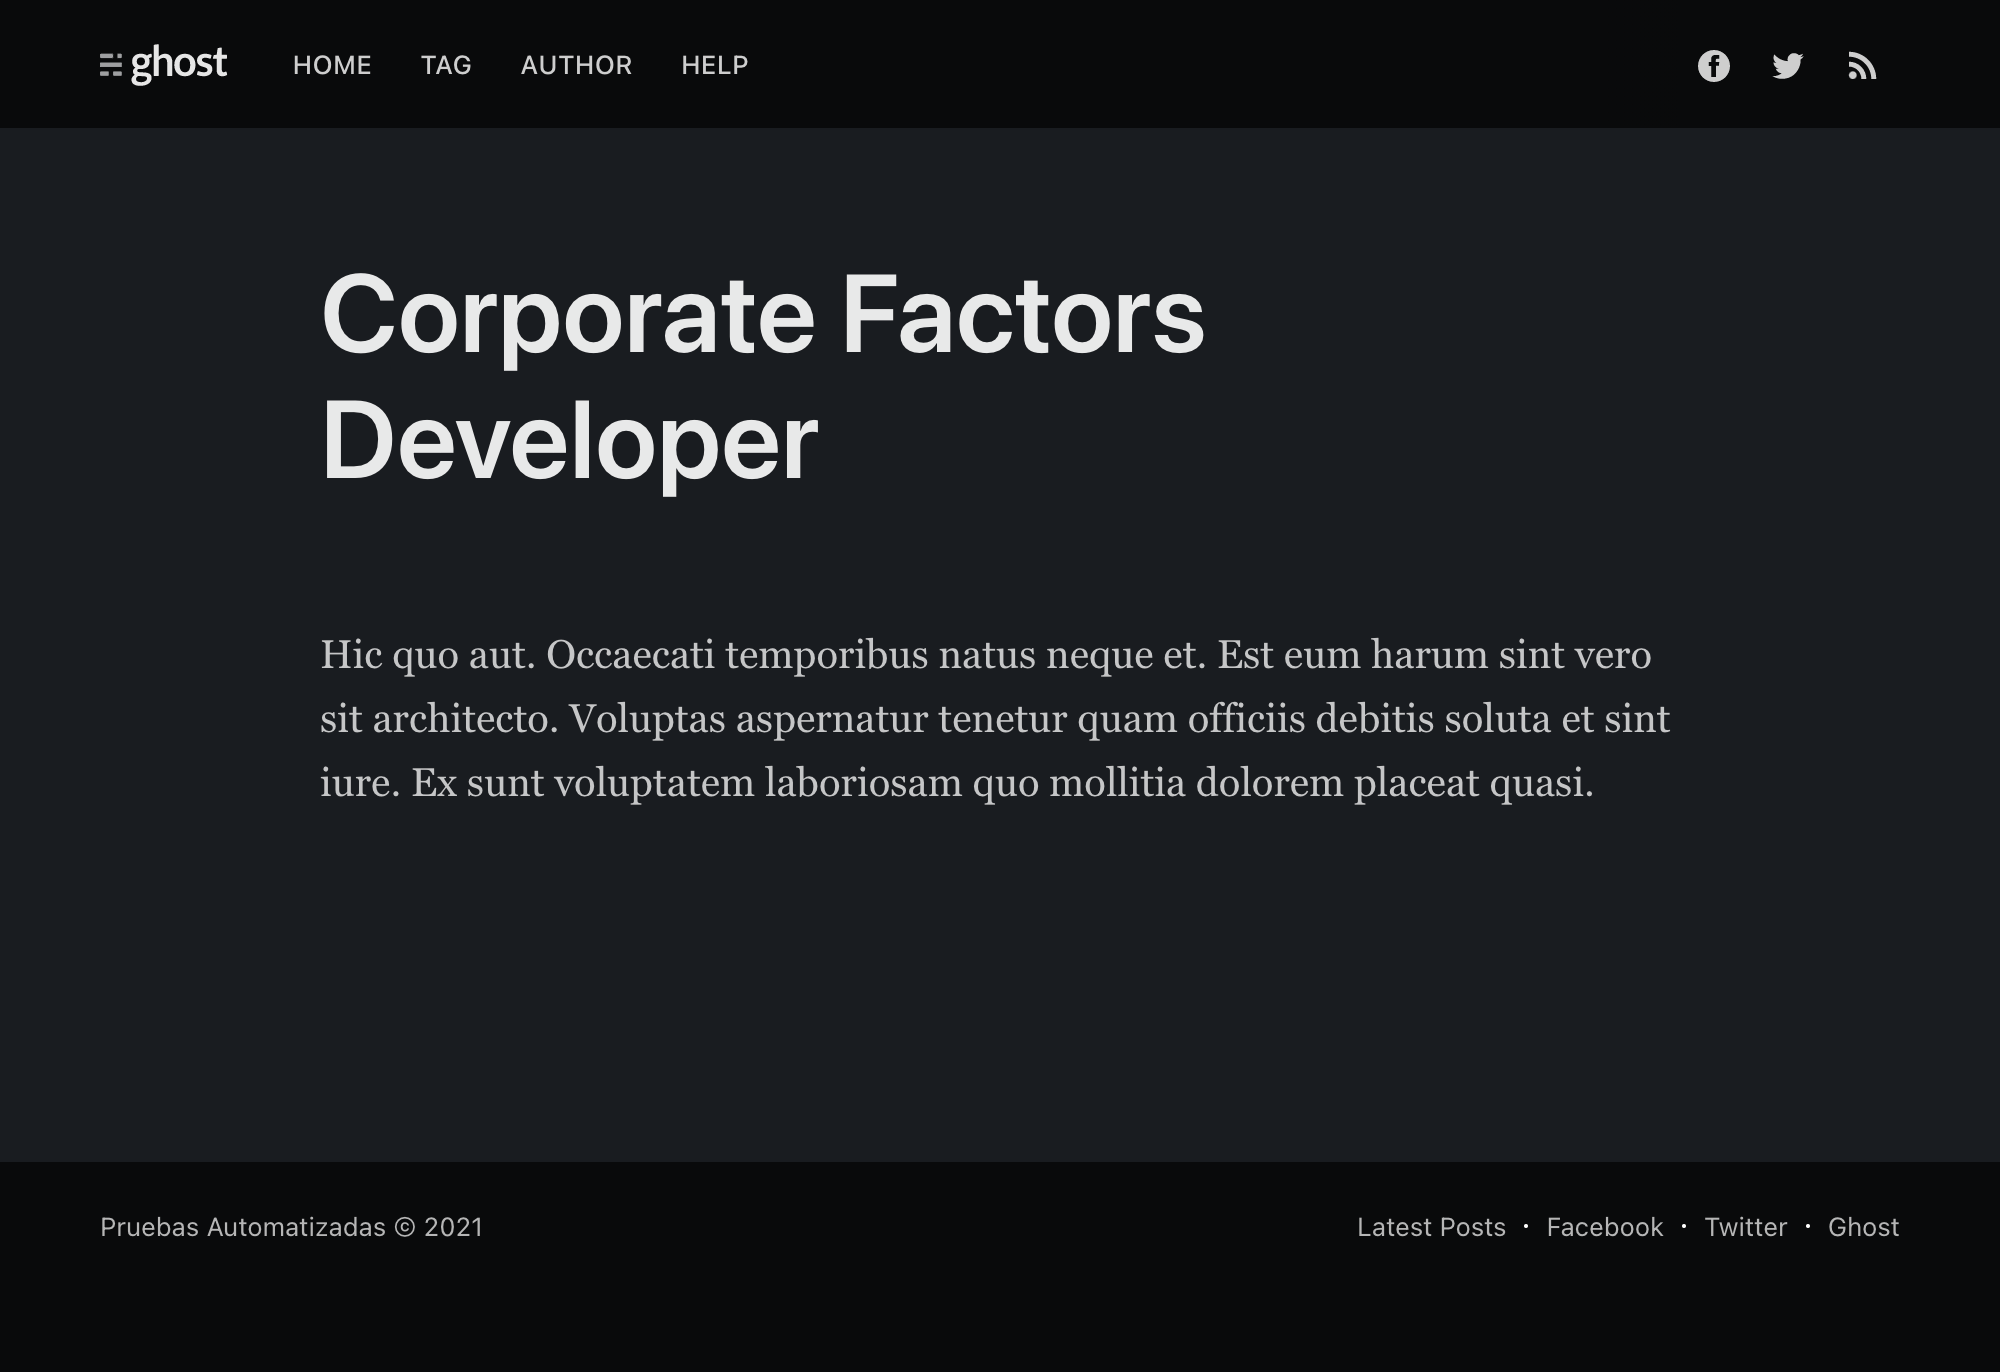 ghost
HOME TAG AUTHOR HELP
Corporate Factors
Developer
Hic quo aut. Occaecati temporibus natus neque et. Est eum harum sint vero
sit architecto. Voluptas aspernatur tenetur quam officiis debitis soluta et sint
iure. Ex sunt voluptatem laboriosam quo mollitia dolorem placeat quasi.
Pruebas Automatizadas © 2021
Latest Posts · Facebook · Twitter · Ghost